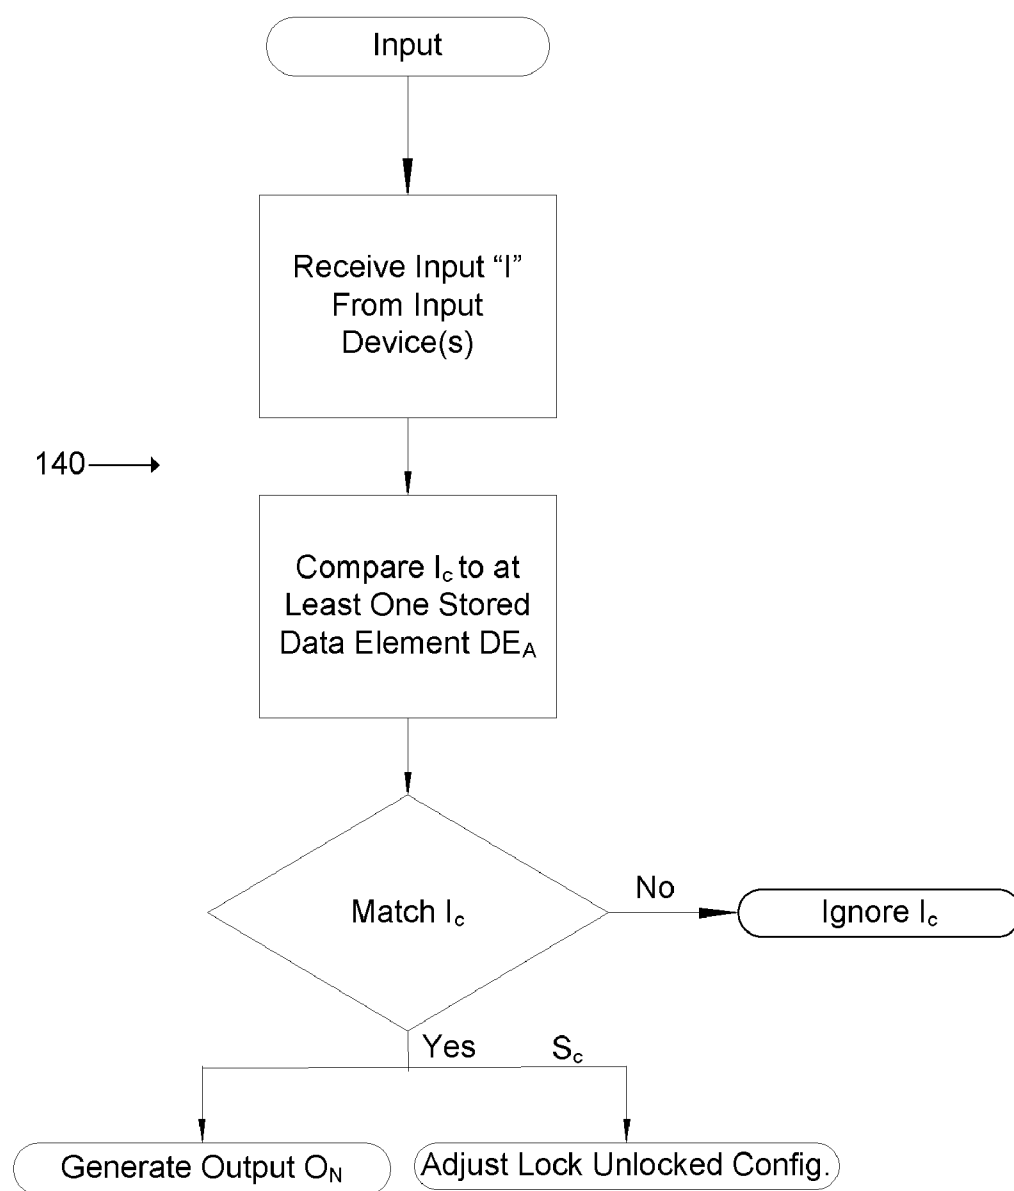 Input
Receive Input “I”
From Input
Device(s)
140
Compare Ic to at
Least One Stored
Data Element DEA
Match Ic
No
Ignore Ic
Yes
Sc
Generate Output ON
Adjust Lock Unlocked Config.